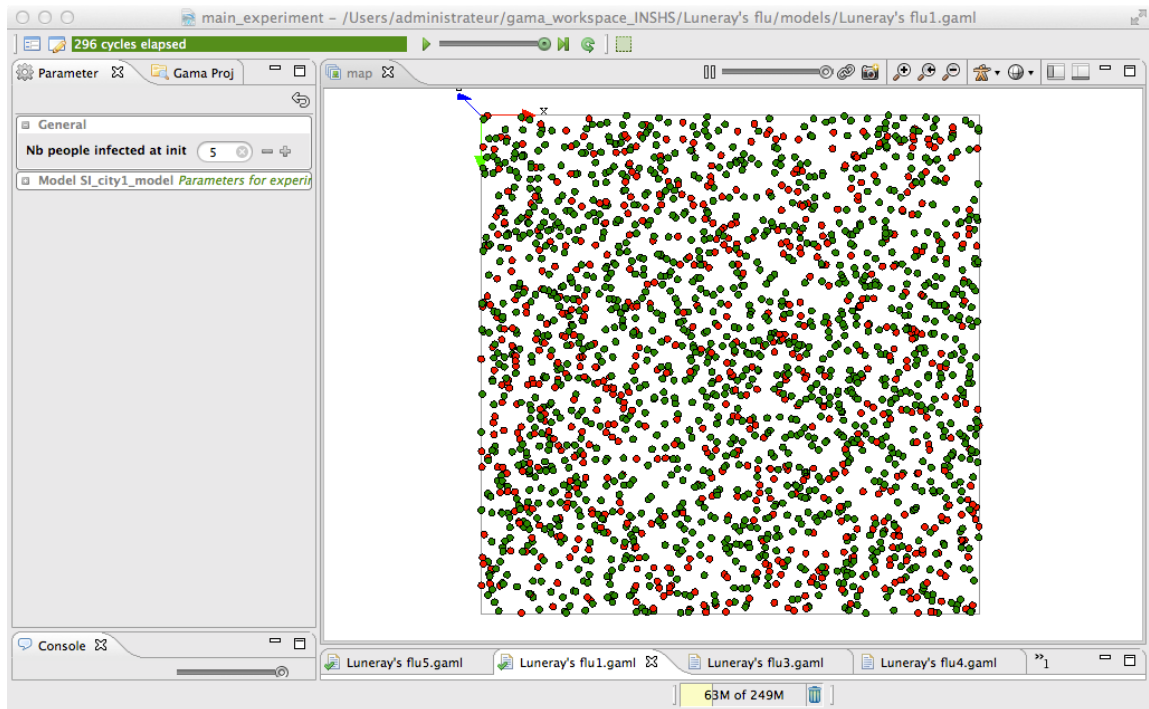 main_experiment – /Users/administrateur/gama_workspace_INSHS/Luneray's flu/models/Luneray's flu1.gaml
296 cycles elapsed
Parameter
Gama Proj
map
General
Nb people infected at init 5
Model SI_city1_model Parameters for experir
x
Console
Luneray's flu5.gaml
Luneray's flu1.gaml
Luneray's flu3.gaml
Luneray's flu4.gaml
»1
63M of 249M